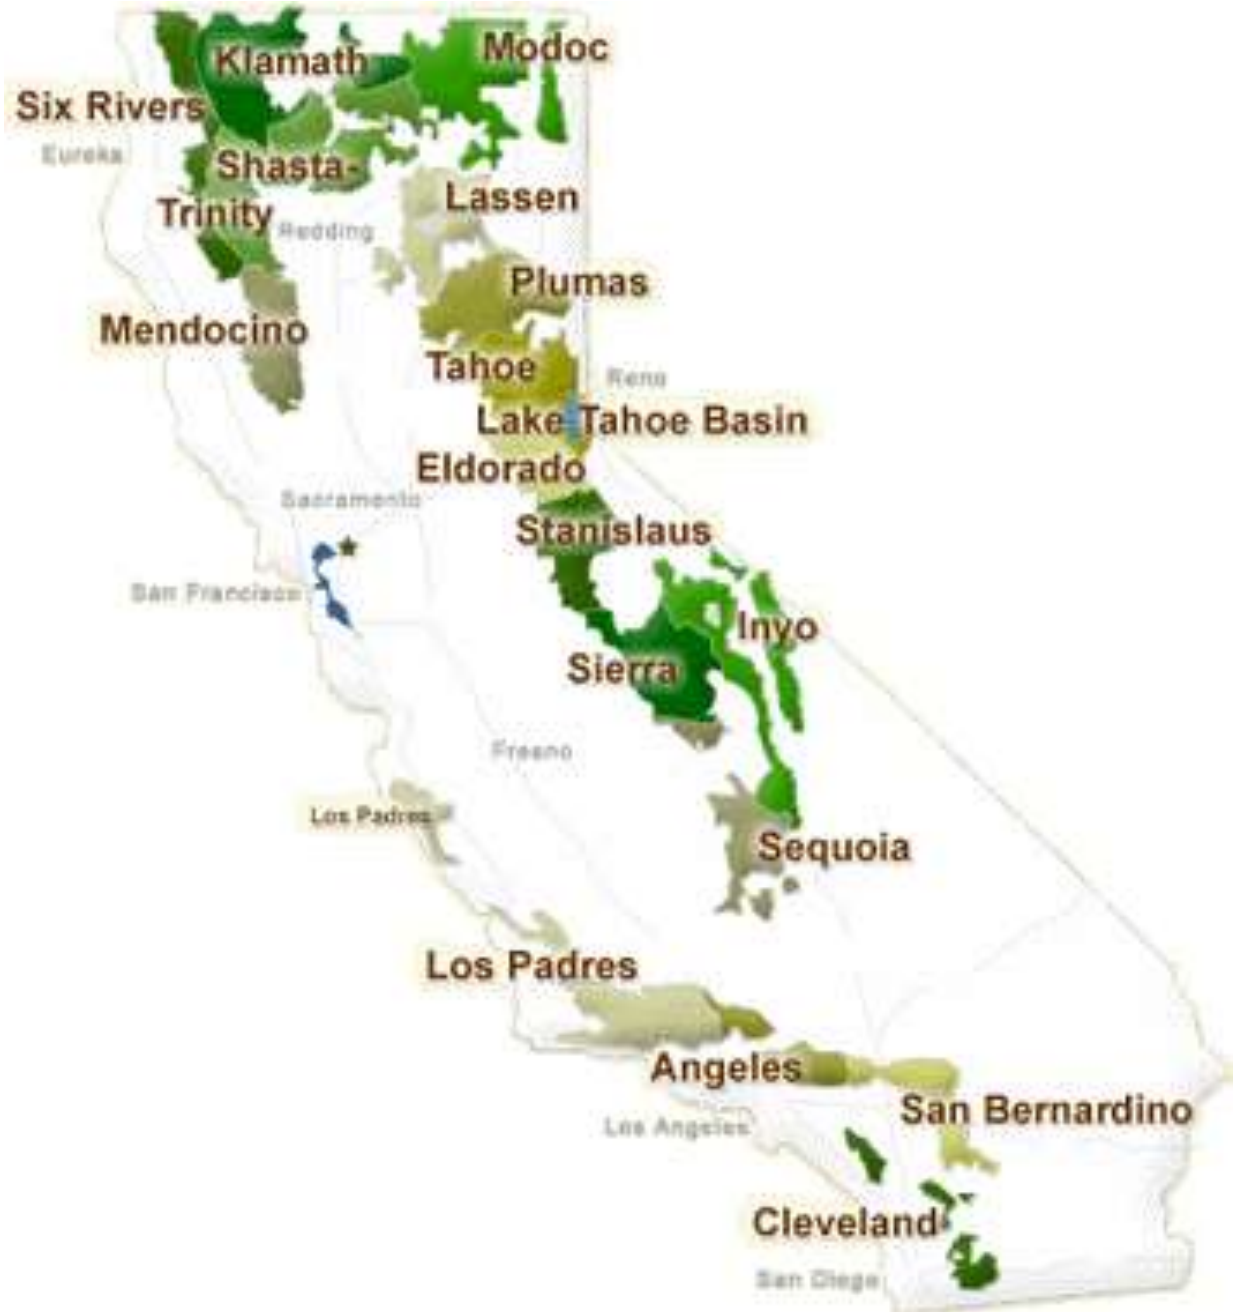 Klamath
Modoc
Six Rivers
Eureka
Shasta-
Trinity
Lassen
Redding
Plumas
Mendocino
Tahoe
Reno
Lake Tahoe Basin
Eldorado
Sacramento
Stanislaus
San Francisco
Inyo
Sierra
Fresno
Los Padres
Sequoia
Los Padres
Angeles
San Bernardino
Los Angeles
Cleveland
San Diego